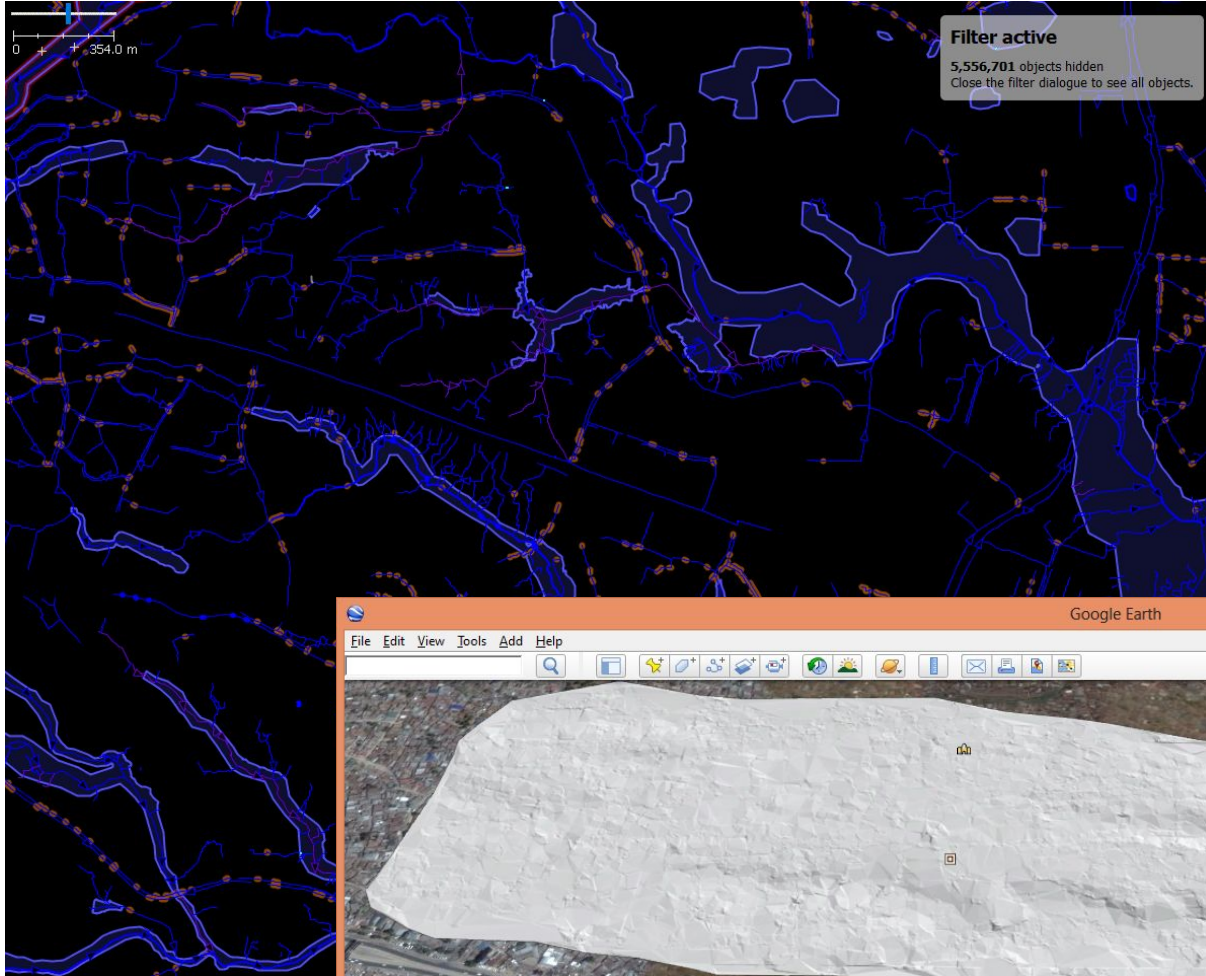 0
354.0 m
Filter active
5,556,701 objects hidden
Close the filter dialogue to see all objects.
Google Earth
File Edit View Tools Add Help